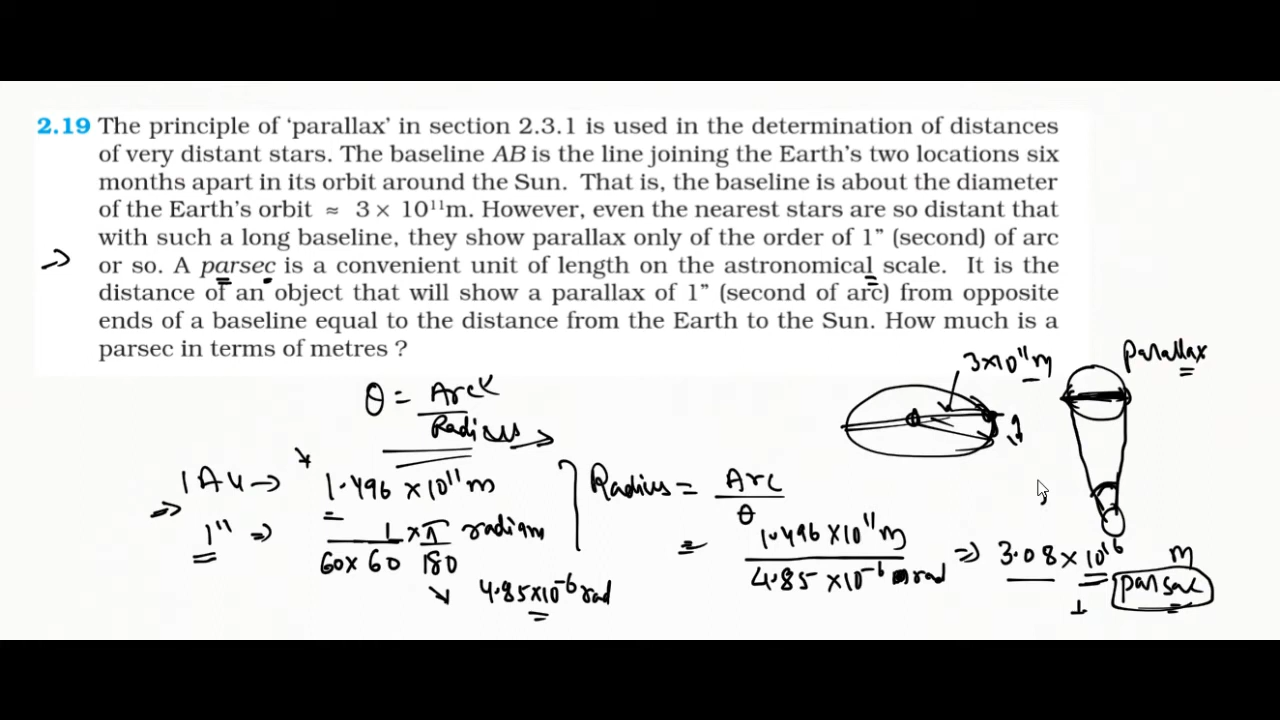 2.19 The principle of ‘parallax’ in section 2.3.1 is used in the determination of distances
of very distant stars. The baseline AB is the line joining the Earth’s two locations six
months apart in its orbit around the Sun. That is, the baseline is about the diameter
of the Earth’s orbit ≈ 3 × 10¹¹m. However, even the nearest stars are so distant that
with such a long baseline, they show parallax only of the order of 1” (second) of arc
or so. A parsec is a convenient unit of length on the astronomical scale. It is the
distance of an object that will show a parallax of 1” (second of arc) from opposite
ends of a baseline equal to the distance from the Earth to the Sun. How much is a
parsec in terms of metres ?
parallax
3×10¹¹m
θ = Arc / Radius
1AU → 1.496 × 10¹¹ m
1" ⇒ 1/60×60 × π/180 radian
4.85×10⁻⁶ rad
Radius = Arc / θ
= 1.496 × 10¹¹ m / 4.85 × 10⁻⁶ rad ⇒ 3.08 × 10¹⁶ m
parsec